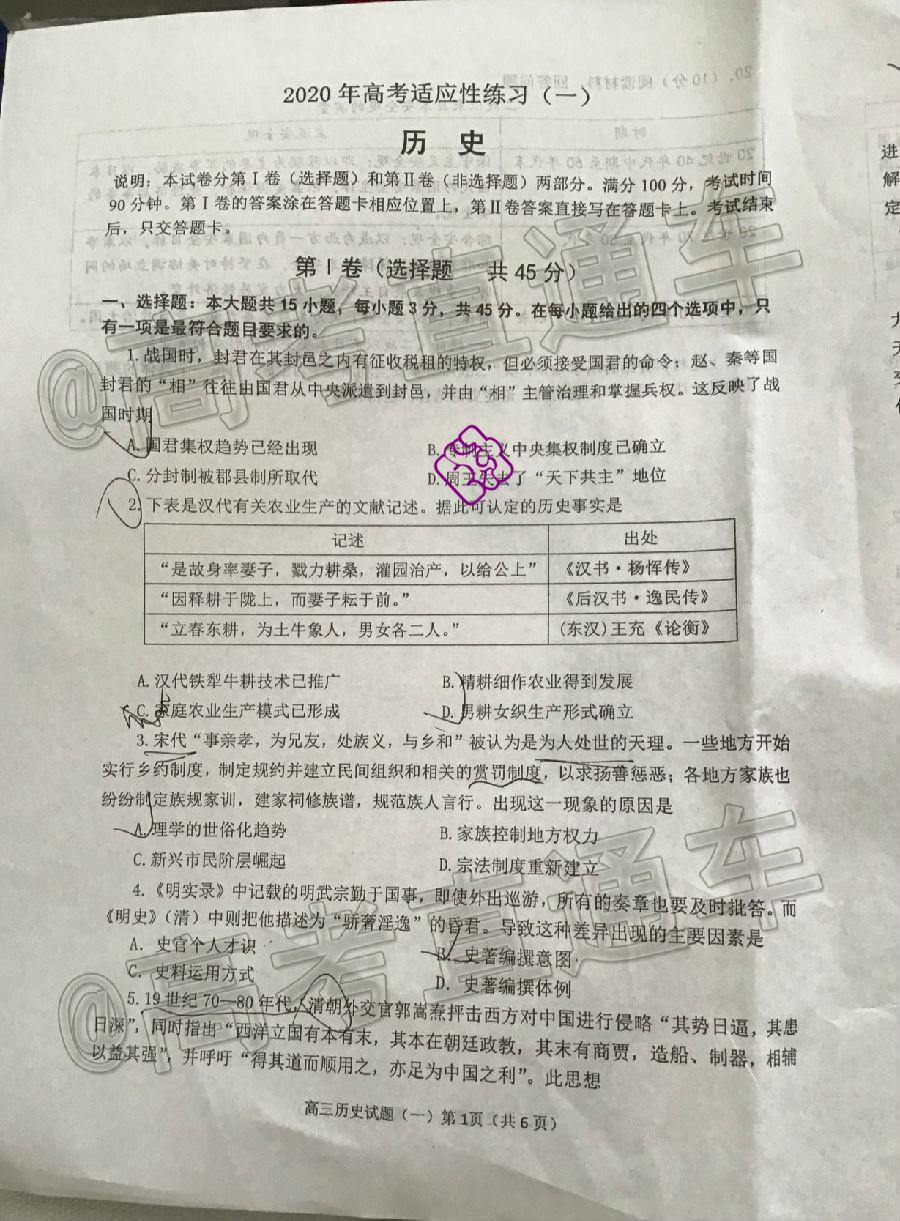 2020年高考适应性练习（一）
历 史
说明：本试卷分第Ⅰ卷（选择题）和第Ⅱ卷（非选择题）两部分。满分100分，考试时间
90分钟。第Ⅰ卷的答案涂在答题卡相应位置上，第Ⅱ卷答案直接写在答题卡上。考试结束
后，只交答题卡。
第Ⅰ卷（选择题 共45分）
一、选择题：本大题共15小题，每小题3分，共45分。在每小题给出的四个选项中，只
有一项是最符合题目要求的。
1.战国时，封君在其封邑之内有征收税租的特权，但必须接受国君的命令；赵、秦等国
封君的“相”往往由国君从中央派遣到封邑，并由“相”主管治理和掌握兵权。这反映了战
国时期
A.国君集权趋势已经出现 B.专制主义中央集权制度已确立
C.分封制被郡县制所取代 D.周王失去了“天下共主”地位
2.下表是汉代有关农业生产的文献记述。据此可认定的历史事实是
记述 出处
“是故身率妻子，戮力耕桑，灌园治产，以给公上” 《汉书·杨恽传》
“因释耕于陇上，而妻子耘于前。” 《后汉书·逸民传》
“立春东耕，为土牛象人，男女各二人。” （东汉）王充《论衡》
A.汉代铁犁牛耕技术已推广 B.精耕细作农业得到发展
C.家庭农业生产模式已形成 D.男耕女织生产形式确立
3.宋代“事亲孝，为兄友，处族义，与乡和”被认为是为人处世的天理。一些地方开始
实行乡约制度，制定规约并建立民间组织和相关的赏罚制度，以求扬善惩恶；各地方家族也
纷纷制定族规家训，建家祠修族谱，规范族人言行。出现这一现象的原因是
A.理学的世俗化趋势 B.家族控制地方权力
C.新兴市民阶层崛起 D.宗法制度重新建立
4.《明实录》中记载的明武宗勤于国事，即使外出巡游，所有的奏章也要及时批答。而
《明史》（清）中则把他描述为“骄奢淫逸”的昏君。导致这种差异出现的主要因素是
A．史官个人才识 B．史著编撰意图
C．史料运用方式 D．史著编撰体例
5.19世纪70—80年代，清朝外交官郭嵩焘抨击西方对中国进行侵略“其势日逼，其患
日深”，同时指出“西洋立国有本有末，其本在朝廷政教，其末有商贾，造船、制器，相辅
以益其强”，并呼吁“得其道而顺用之，亦足为中国之利”。此思想
高三历史试题（一）第1页（共6页）
@高考直通车
@高考直通车
进
解
定